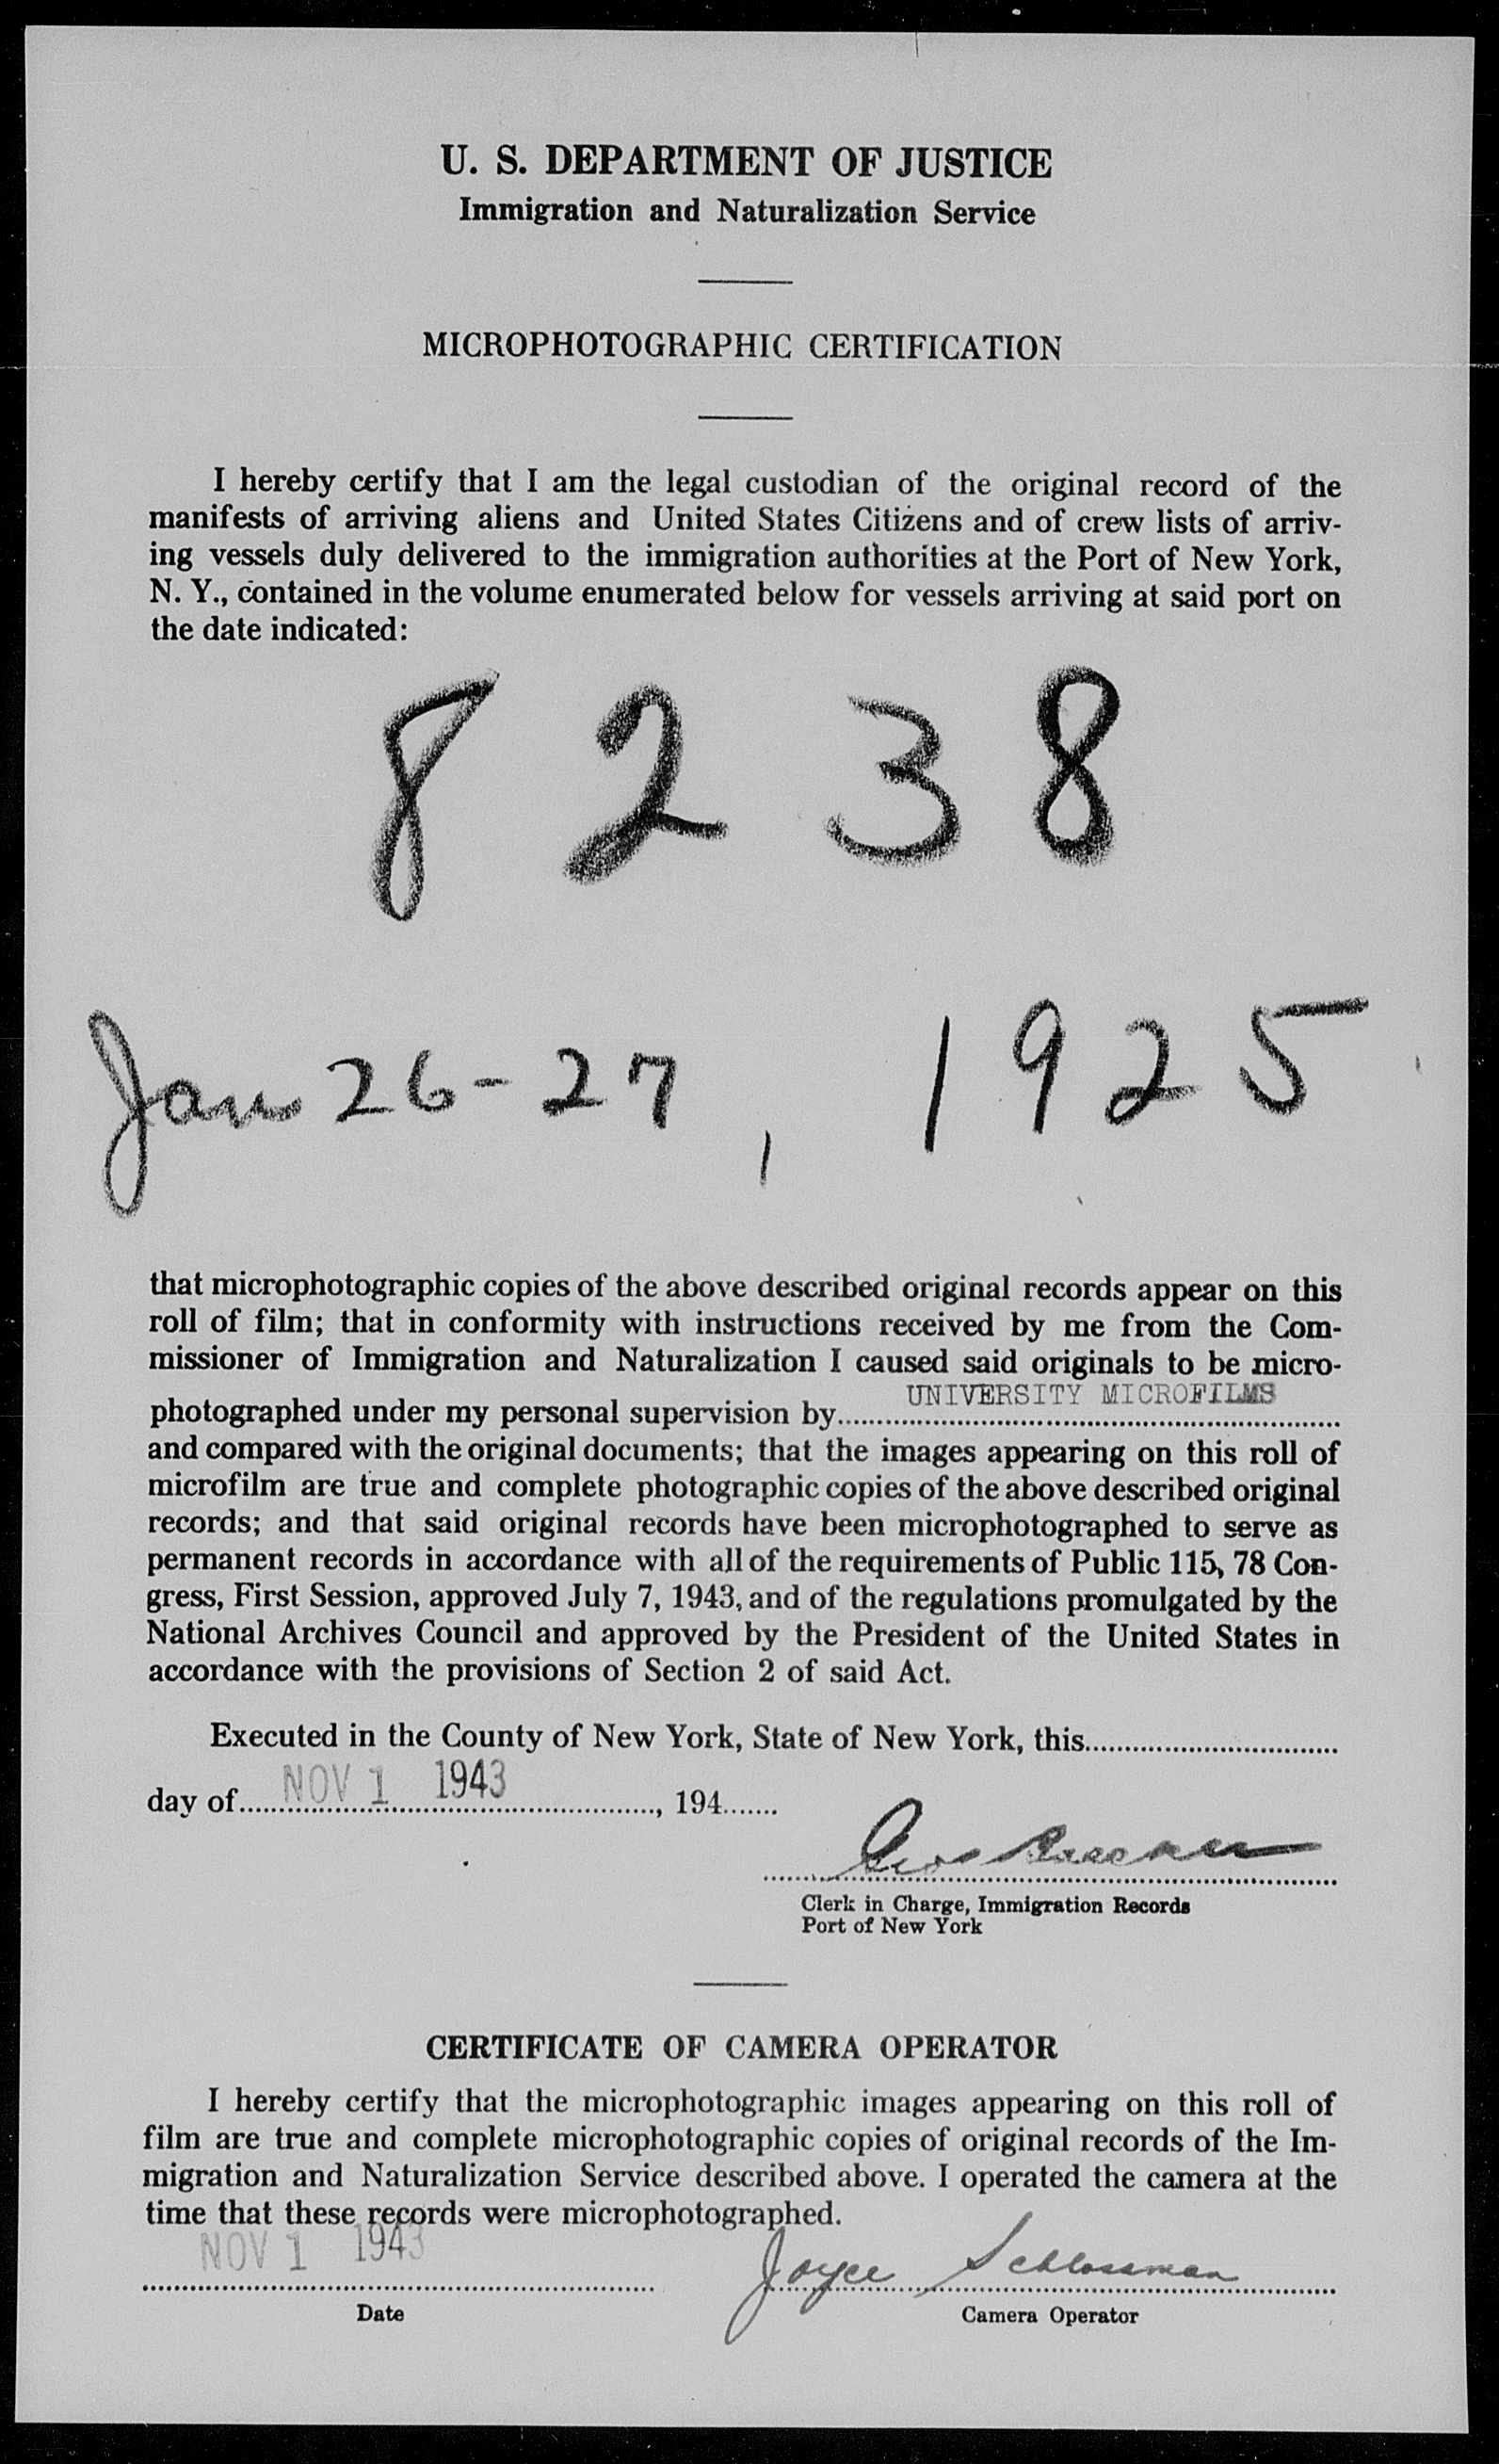 U. S. DEPARTMENT OF JUSTICE
Immigration and Naturalization Service
MICROPHOTOGRAPHIC CERTIFICATION
I hereby certify that I am the legal custodian of the original record of the
manifests of arriving aliens and United States Citizens and of crew lists of arriv-
ing vessels duly delivered to the immigration authorities at the Port of New York,
N. Y., contained in the volume enumerated below for vessels arriving at said port on
the date indicated:
8 2 3 8
Jan 26-27, 1925
that microphotographic copies of the above described original records appear on this
roll of film; that in conformity with instructions received by me from the Com-
missioner of Immigration and Naturalization I caused said originals to be micro-
photographed under my personal supervision by UNIVERSITY MICROFILMS
and compared with the original documents; that the images appearing on this roll of
microfilm are true and complete photographic copies of the above described original
records; and that said original records have been microphotographed to serve as
permanent records in accordance with all of the requirements of Public 115, 78 Con-
gress, First Session, approved July 7, 1943, and of the regulations promulgated by the
National Archives Council and approved by the President of the United States in
accordance with the provisions of Section 2 of said Act.
Executed in the County of New York, State of New York, this
day of NOV 1 1943, 194
Clerk in Charge, Immigration Records
Port of New York
CERTIFICATE OF CAMERA OPERATOR
I hereby certify that the microphotographic images appearing on this roll of
film are true and complete microphotographic copies of original records of the Im-
migration and Naturalization Service described above. I operated the camera at the
time that these records were microphotographed.
NOV 1 1943 Joyce Schlossman
Date Camera Operator